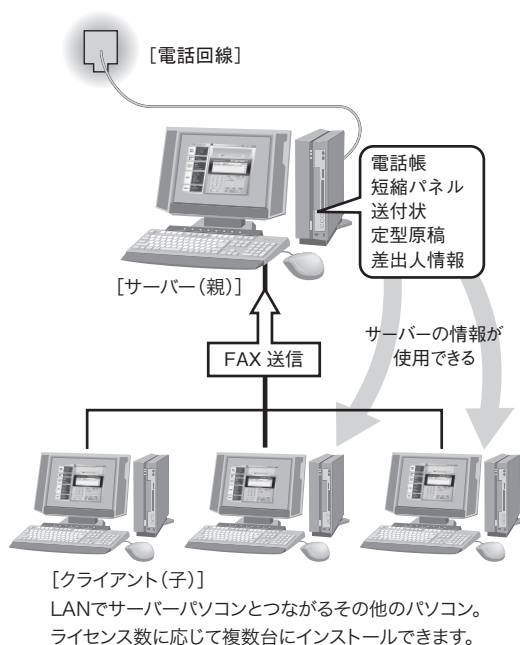 ［電話回線］
電話帳
短縮パネル
送付状
定型原稿
差出人情報
［サーバー（親）］
サーバーの情報が
使用できる
FAX 送信
［クライアント（子）］
LANでサーバーパソコンとつながるその他のパソコン。
ライセンス数に応じて複数台にインストールできます。